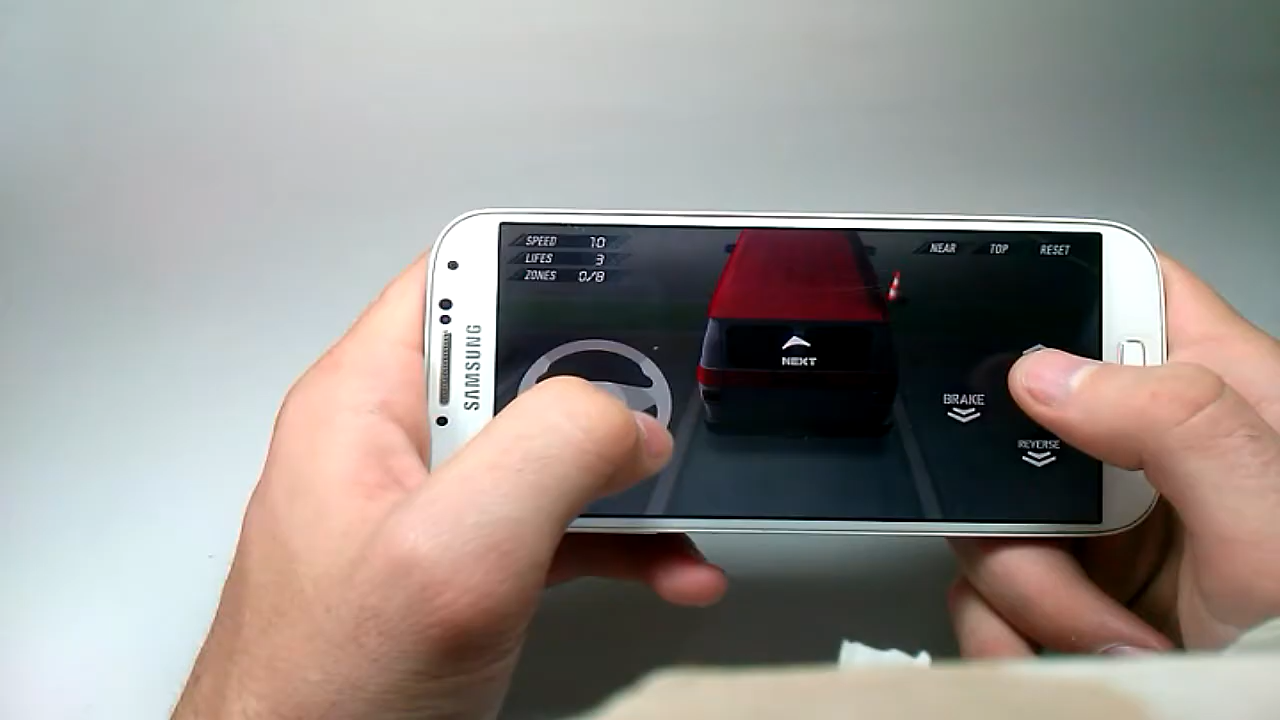 SPEED 10
LIFES 3
ZONES 0/8
NEAR TOP RESET
SAMSUNG
NEXT
BRAKE
REVERSE